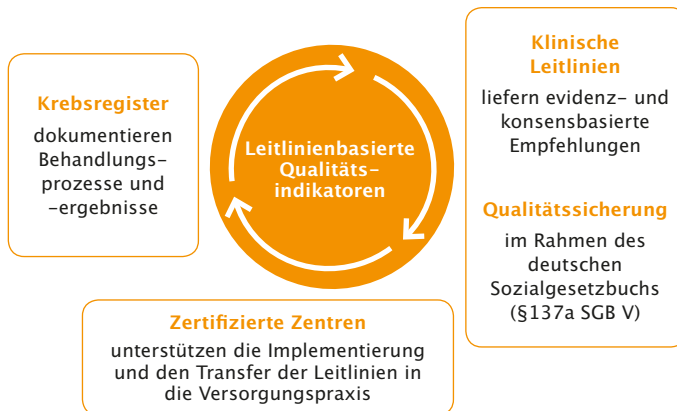 Krebsregister
dokumentieren
Behandlungs-
prozesse und
-ergebnisse
Leitlinienbasierte
Qualitäts-
indikatoren
Klinische
Leitlinien
liefern evidenz- und
konsensbasierte
Empfehlungen
Qualitätssicherung
im Rahmen des
deutschen
Sozialgesetzbuchs
(§137a SGB V)
Zertifizierte Zentren
unterstützen die Implementierung
und den Transfer der Leitlinien in
die Versorgungspraxis